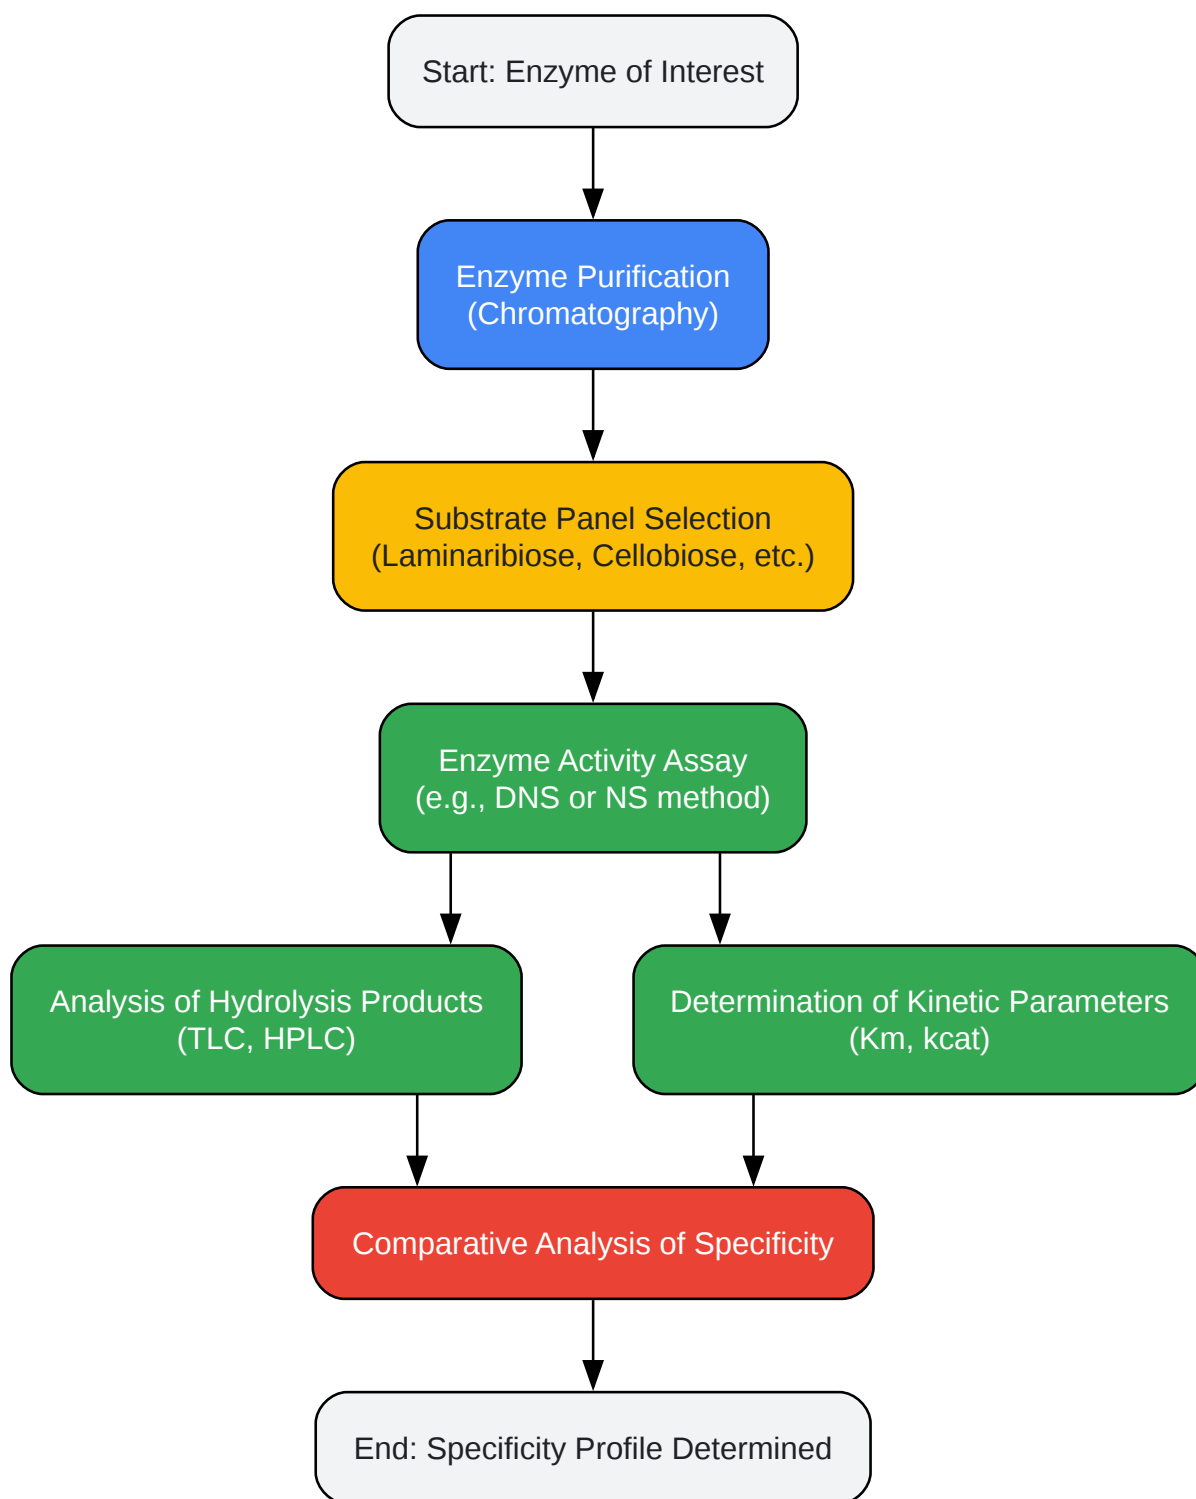 Start: Enzyme of Interest
Enzyme Purification
(Chromatography)
Substrate Panel Selection
(Laminaribiose, Cellobiose, etc.)
Enzyme Activity Assay
(e.g., DNS or NS method)
Analysis of Hydrolysis Products
(TLC, HPLC)
Determination of Kinetic Parameters
(Km, kcat)
Comparative Analysis of Specificity
End: Specificity Profile Determined